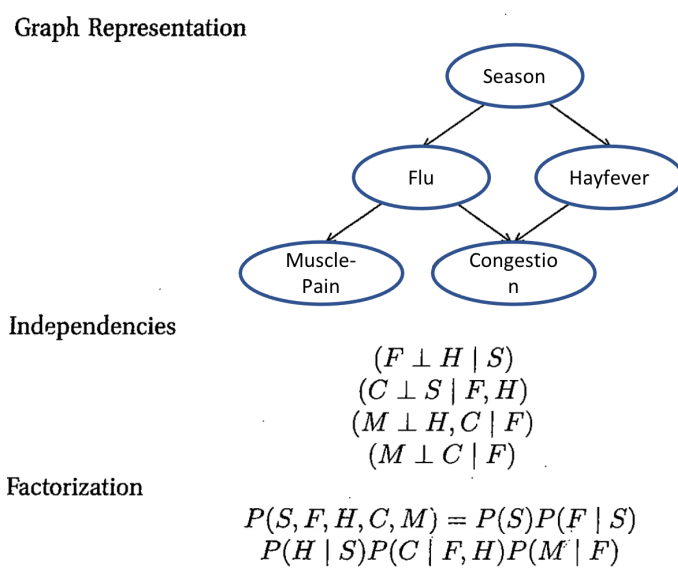 Graph Representation
Season
Flu
Hayfever
Muscle-
Pain
Congestio
n
Independencies
(F ⊥ H | S)
(C ⊥ S | F, H)
(M ⊥ H, C | F)
(M ⊥ C | F)
Factorization
P(S, F, H, C, M) = P(S)P(F | S)
P(H | S)P(C | F, H)P(M | F)